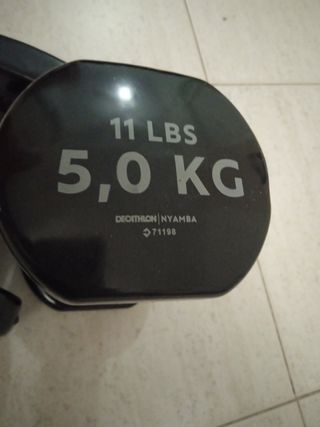 11 LBS
5,0 KG
DECATHLON | NYAMBA
71198